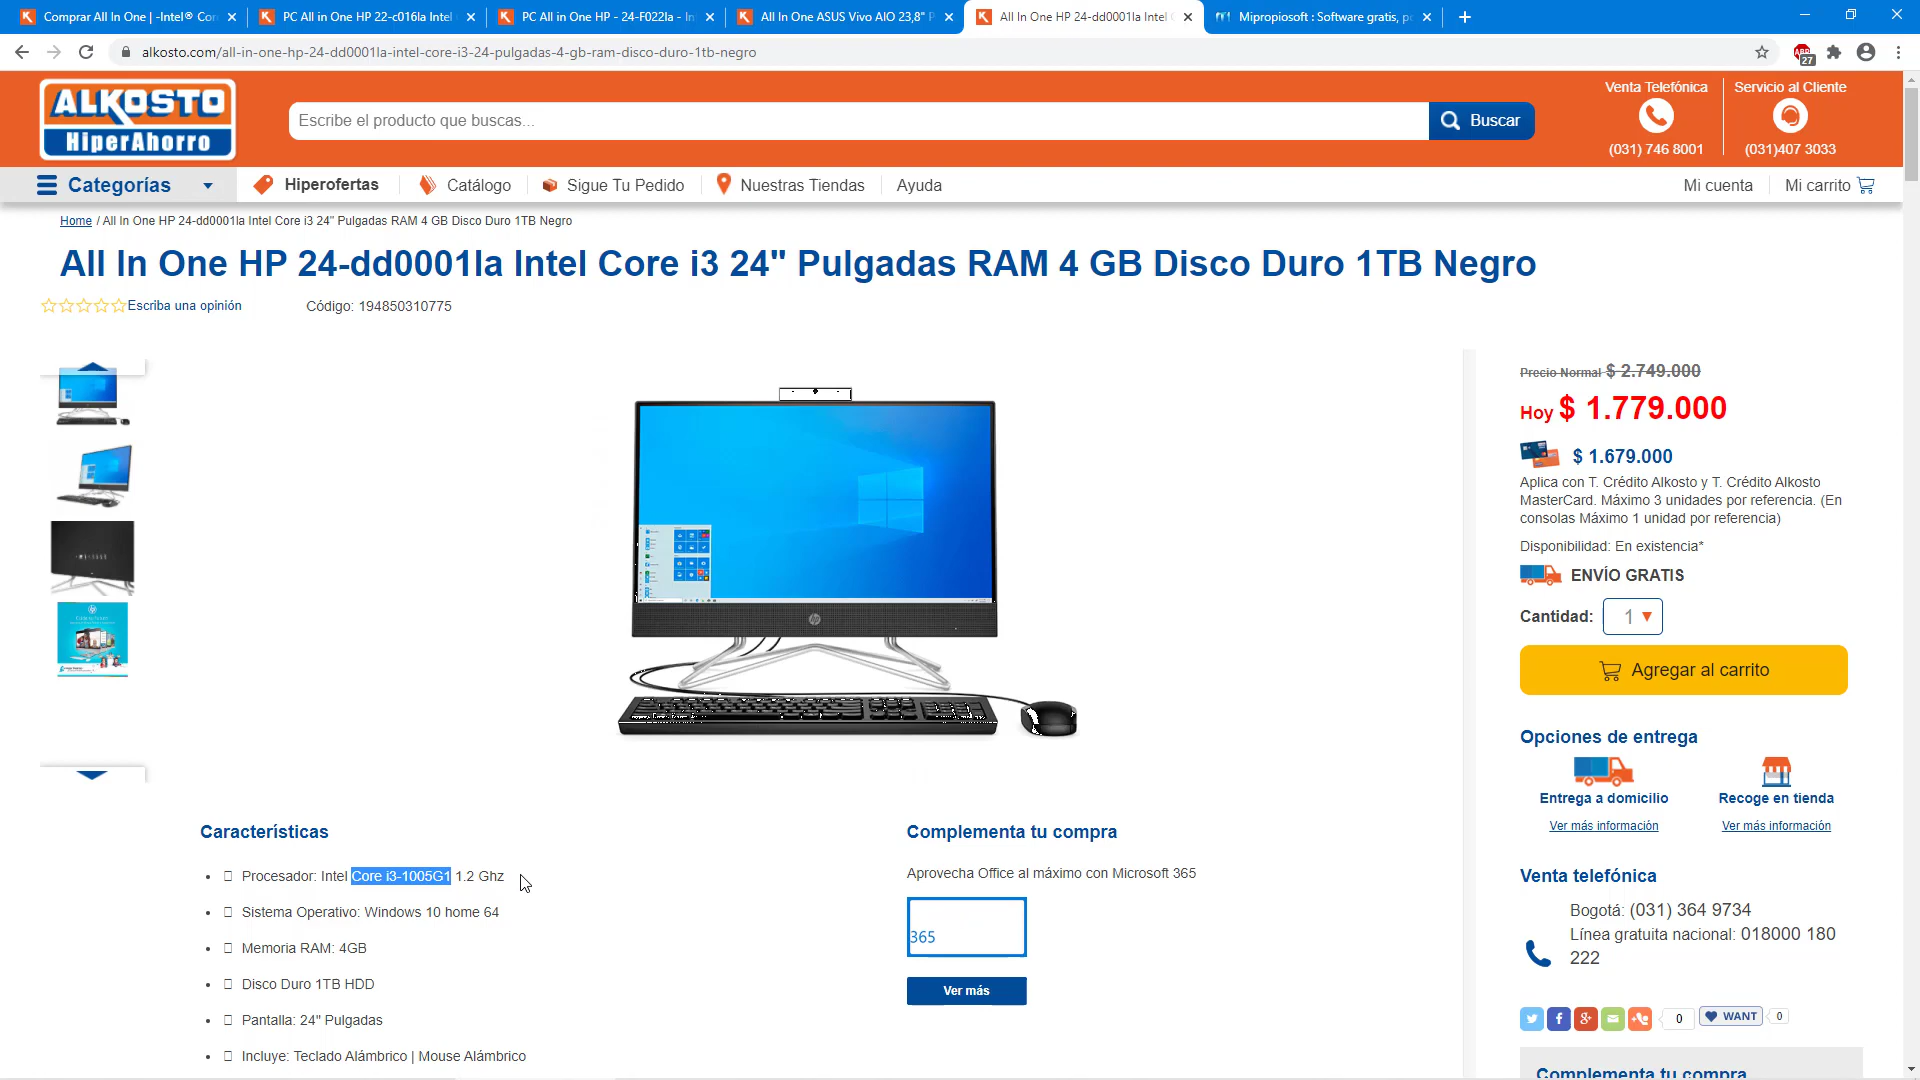 Comprar All In One | -Intel® Cor
PC All in One HP 22-c016la Intel
PC All in One HP - 24-F022la - In
All In One ASUS Vivo AIO 23,8" P
All In One HP 24-dd0001la Intel C
Mipropiosoft : Software gratis, pr
alkosto.com/all-in-one-hp-24-dd0001la-intel-core-i3-24-pulgadas-4-gb-ram-disco-duro-1tb-negro
ABP
27
ALKOSTO
HiperAhorro
Escribe el producto que buscas...
Buscar
Venta Telefónica
(031) 746 8001
Servicio al Cliente
(031)407 3033
Categorías
Hiperofertas
Catálogo
Sigue Tu Pedido
Nuestras Tiendas
Ayuda
Mi cuenta
Mi carrito
Home / All In One HP 24-dd0001la Intel Core i3 24" Pulgadas RAM 4 GB Disco Duro 1TB Negro
All In One HP 24-dd0001la Intel Core i3 24" Pulgadas RAM 4 GB Disco Duro 1TB Negro
Escriba una opinión
Código: 194850310775
hp
Precio Normal $ 2.749.000
Hoy $ 1.779.000
$ 1.679.000
Aplica con T. Crédito Alkosto y T. Crédito Alkosto
MasterCard. Máximo 3 unidades por referencia. (En
consolas Máximo 1 unidad por referencia)
Disponibilidad: En existencia*
ENVÍO GRATIS
Cantidad: 1
Agregar al carrito
Opciones de entrega
Entrega a domicilio
Ver más información
Recoge en tienda
Ver más información
Venta telefónica
Bogotá: (031) 364 9734
Línea gratuita nacional: 018000 180
222
0
WANT
0
Complementa tu compra
Características
Procesador: Intel Core i3-1005G1 1.2 Ghz
Sistema Operativo: Windows 10 home 64
Memoria RAM: 4GB
Disco Duro 1TB HDD
Pantalla: 24" Pulgadas
Incluye: Teclado Alámbrico | Mouse Alámbrico
Complementa tu compra
Aprovecha Office al máximo con Microsoft 365
365
Ver más